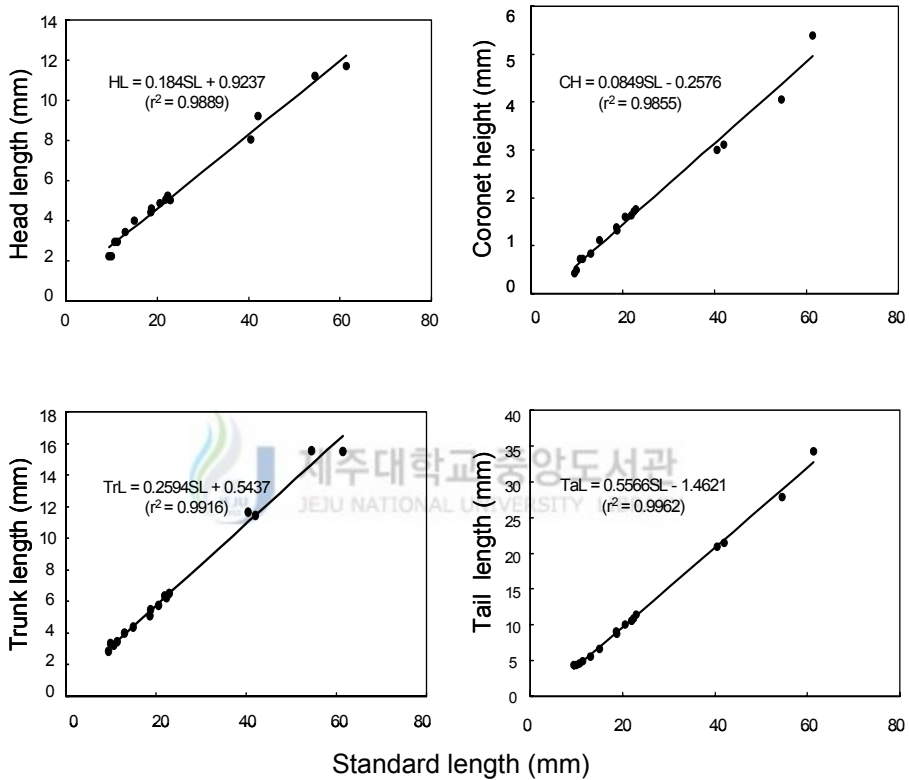 14
12
10
8
6
4
2
0
Head length (mm)
HL = 0.184SL + 0.9237
(r² = 0.9889)
0 20 40 60 80
6
5
4
3
2
1
0
Coronet height (mm)
CH = 0.0849SL - 0.2576
(r² = 0.9855)
0 20 40 60 80
18
16
14
12
10
8
6
4
2
0
Trunk length (mm)
TrL = 0.2594SL + 0.5437
(r² = 0.9916)
0 20 40 60 80
40
35
30
25
20
15
10
5
0
Tail length (mm)
TaL = 0.5566SL - 1.4621
(r² = 0.9962)
0 20 40 60 80
제주대학교 중앙도서관
JEJU NATIONAL UNIVERSITY
Standard length (mm)